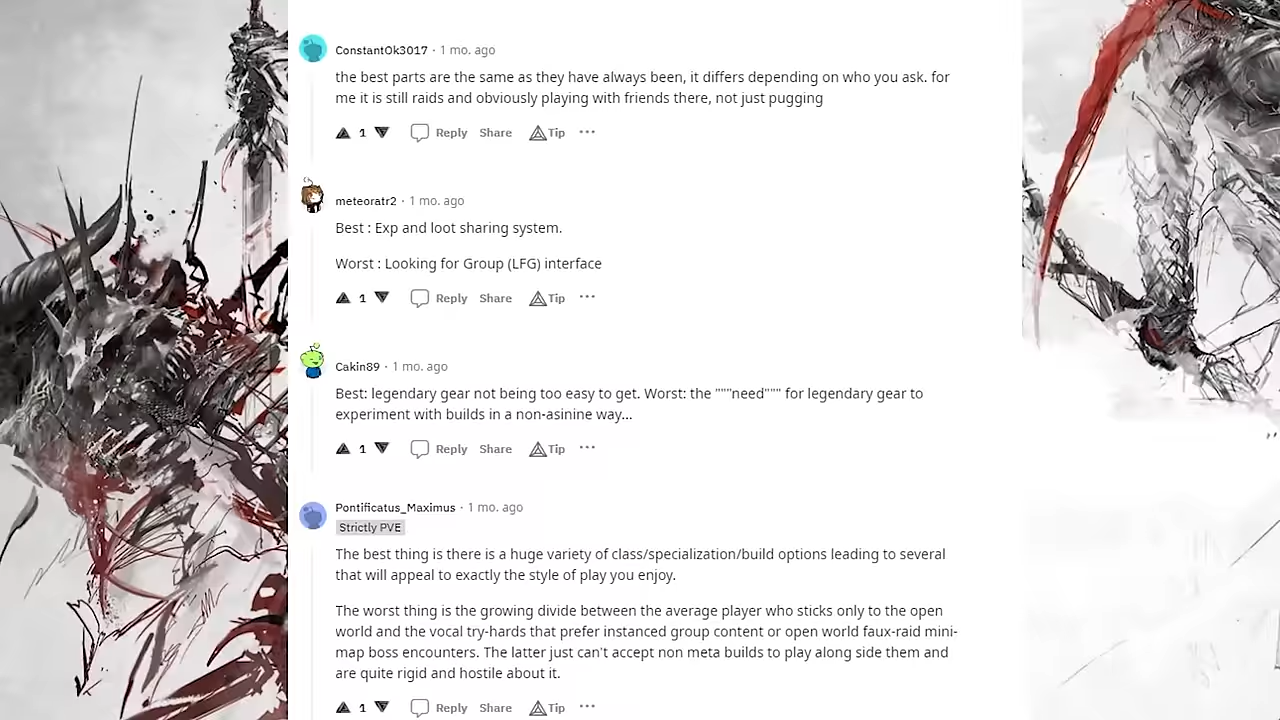 ConstantOk3017 · 1 mo. ago
the best parts are the same as they have always been, it differs depending on who you ask. for
me it is still raids and obviously playing with friends there, not just pugging
1 Reply Share Tip ···
meteoratr2 · 1 mo. ago
Best : Exp and loot sharing system.
Worst : Looking for Group (LFG) interface
1 Reply Share Tip ···
Cakin89 · 1 mo. ago
Best: legendary gear not being too easy to get. Worst: the """need""" for legendary gear to
experiment with builds in a non-asinine way...
1 Reply Share Tip ···
Pontificatus_Maximus · 1 mo. ago
Strictly PVE
The best thing is there is a huge variety of class/specialization/build options leading to several
that will appeal to exactly the style of play you enjoy.
The worst thing is the growing divide between the average player who sticks only to the open
world and the vocal try-hards that prefer instanced group content or open world faux-raid mini-
map boss encounters. The latter just can't accept non meta builds to play along side them and
are quite rigid and hostile about it.
1 Reply Share Tip ···